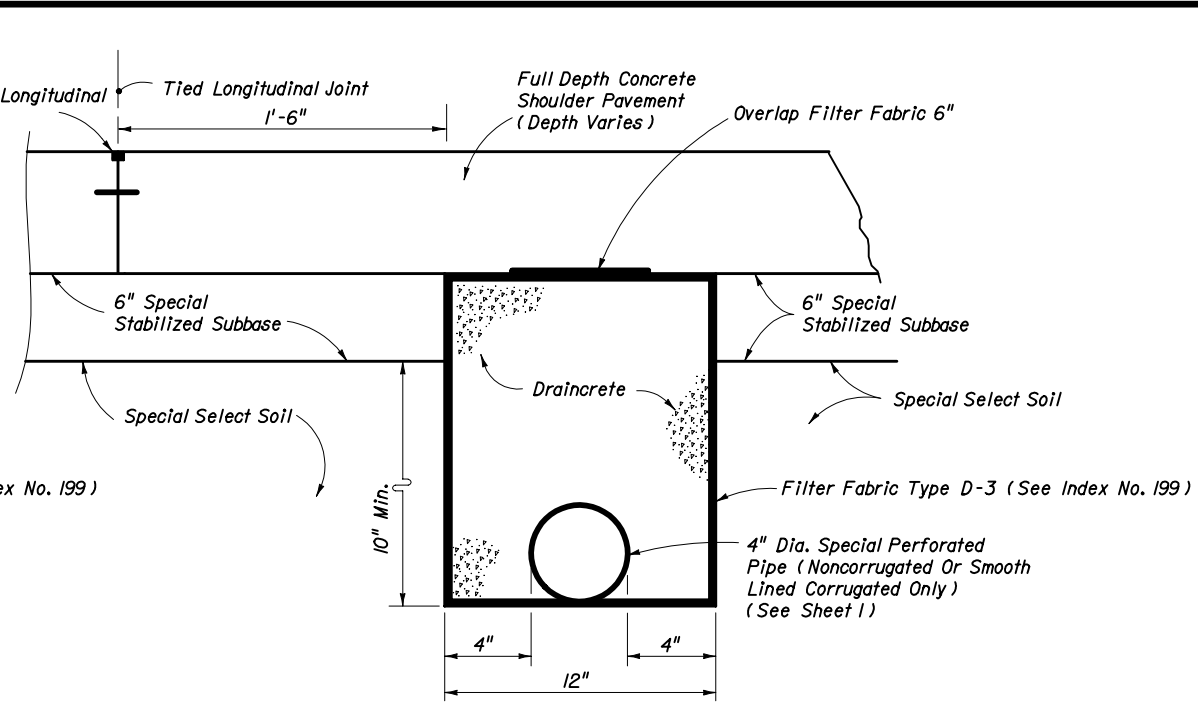 Full Depth Concrete
Shoulder Pavement
(Depth Varies)
Tied Longitudinal Joint
Longitudinal
1'-6"
Overlap Filter Fabric 6"
6" Special
Stabilized Subbase
6" Special
Stabilized Subbase
Draincrete
Special Select Soil
Special Select Soil
10" Min.
ex No. 199)
Filter Fabric Type D-3 (See Index No. 199)
4" Dia. Special Perforated
Pipe (Noncorrugated Or Smooth
Lined Corrugated Only)
(See Sheet 1)
4"
4"
12"